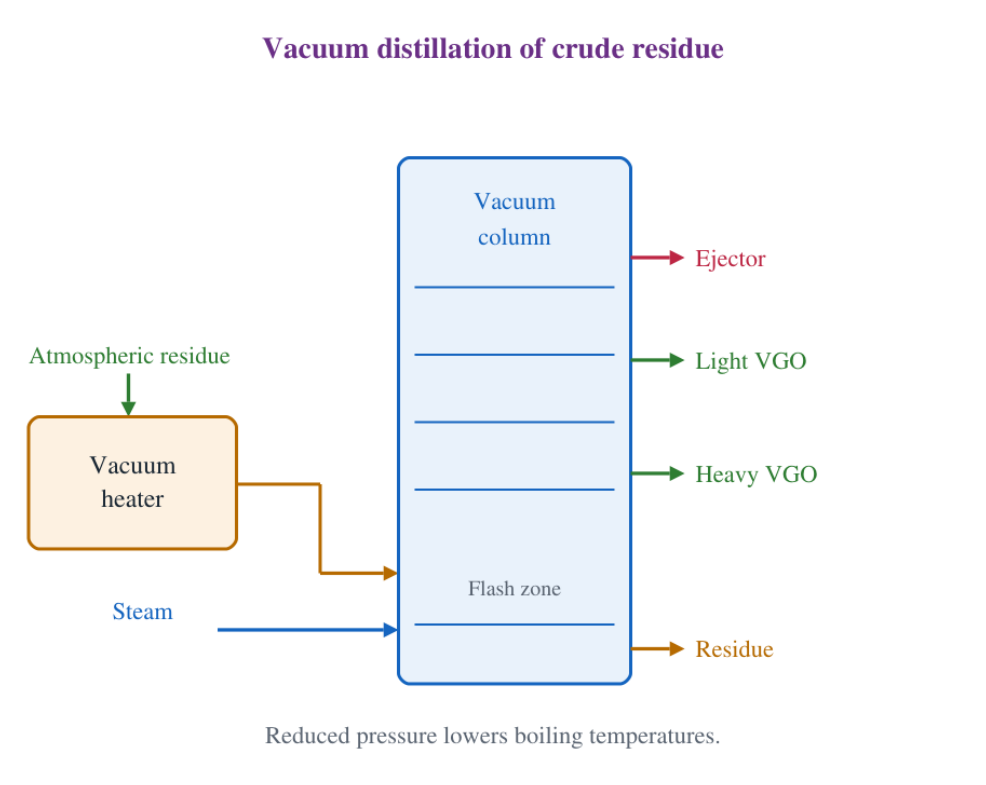 Vacuum distillation of crude residue
Vacuum
column
Ejector
Atmospheric residue
Light VGO
Vacuum
heater
Heavy VGO
Flash zone
Steam
Residue
Reduced pressure lowers boiling temperatures.